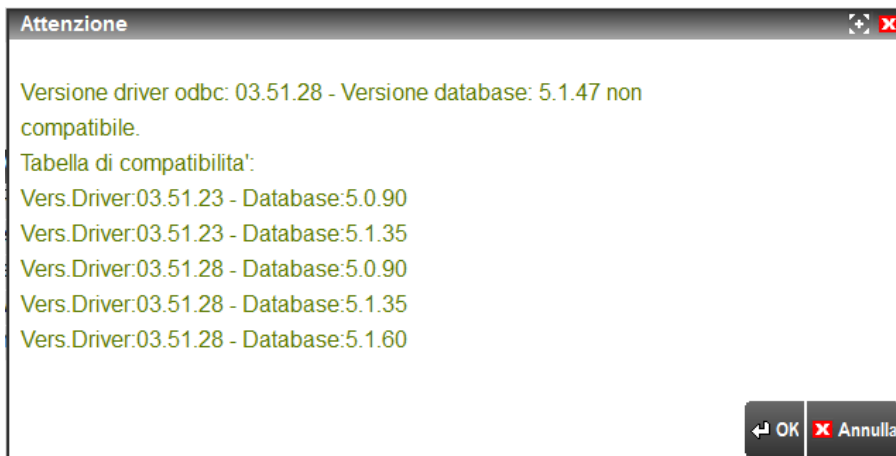 Attenzione
Versione driver odbc: 03.51.28 - Versione database: 5.1.47 non
compatibile.
Tabella di compatibilita':
Vers.Driver:03.51.23 - Database:5.0.90
Vers.Driver:03.51.23 - Database:5.1.35
Vers.Driver:03.51.28 - Database:5.0.90
Vers.Driver:03.51.28 - Database:5.1.35
Vers.Driver:03.51.28 - Database:5.1.60
OK Annulla